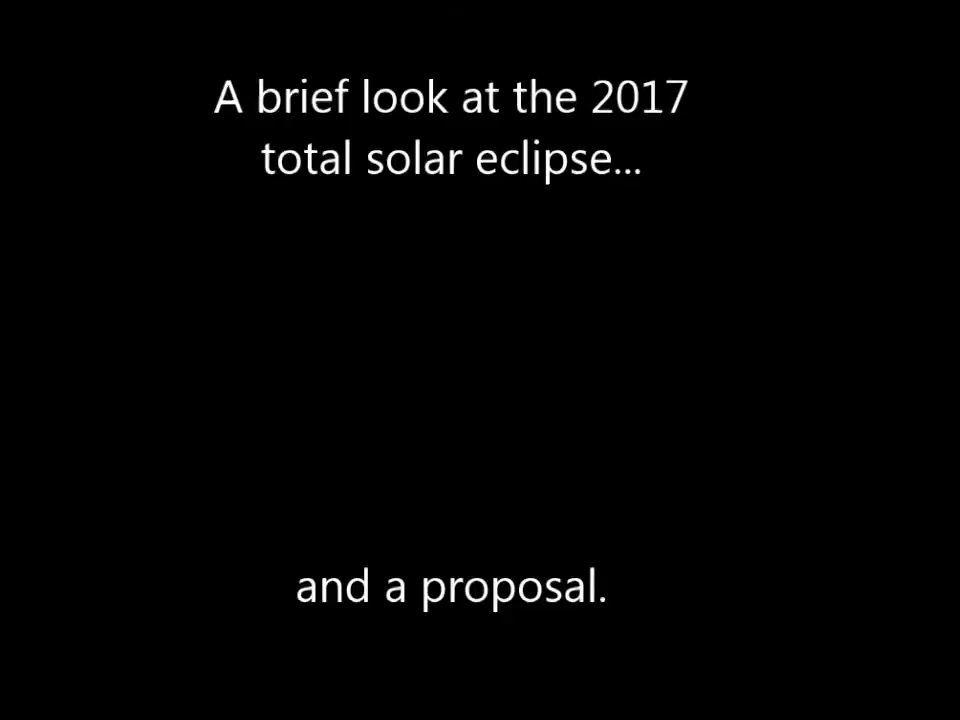 A brief look at the 2017
total solar eclipse...
and a proposal.